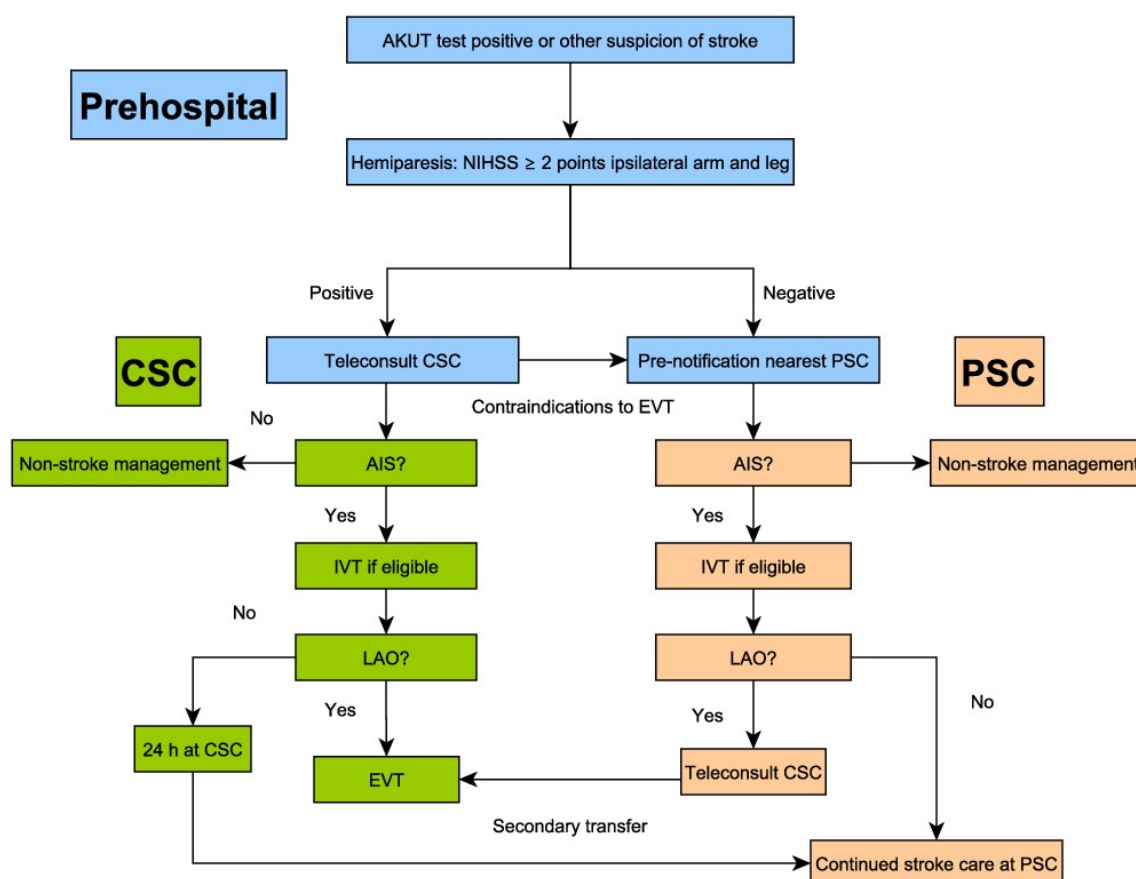 AKUT test positive or other suspicion of stroke
Prehospital
Hemiparesis: NIHSS ≥ 2 points ipsilateral arm and leg
Positive
Negative
CSC
Teleconsult CSC
Pre-notification nearest PSC
PSC
Contraindications to EVT
No
Non-stroke management
AIS?
AIS?
Non-stroke management
Yes
Yes
IVT if eligible
IVT if eligible
No
LAO?
LAO?
No
Yes
Yes
24 h at CSC
EVT
Teleconsult CSC
Secondary transfer
Continued stroke care at PSC